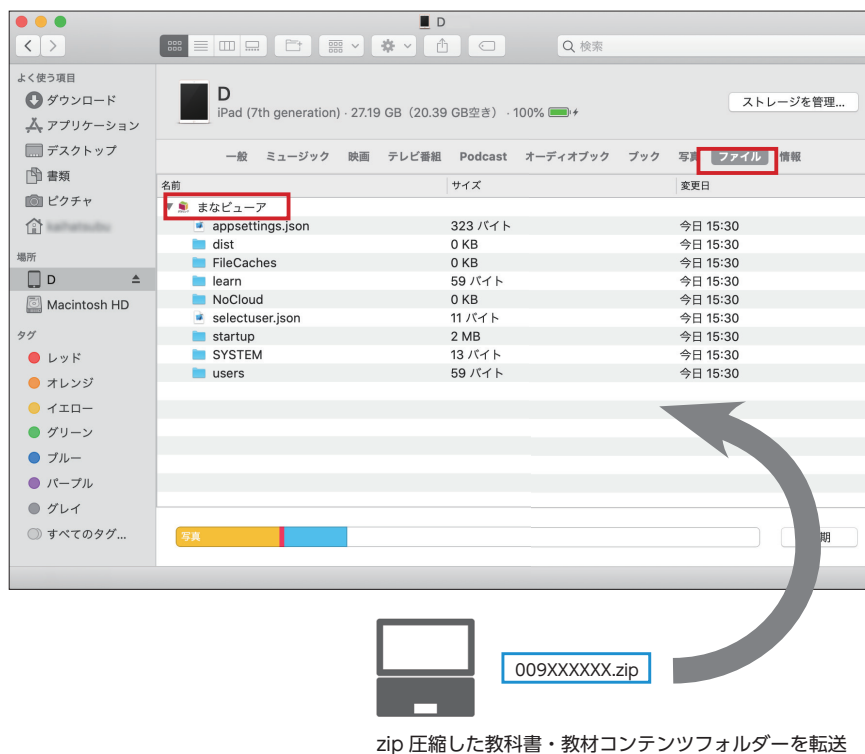 D
検索
よく使う項目
ダウンロード
アプリケーション
デスクトップ
書類
ピクチャ
場所
D
Macintosh HD
タグ
レッド
オレンジ
イエロー
グリーン
ブルー
パープル
グレイ
すべてのタグ...
D
iPad (7th generation) · 27.19 GB（20.39 GB空き） · 100%
ストレージを管理...
一般 ミュージック 映画 テレビ番組 Podcast オーディオブック ブック 写真 ファイル 情報
名前 サイズ 変更日
まなビューア
appsettings.json 323 バイト 今日 15:30
dist 0 KB 今日 15:30
FileCaches 0 KB 今日 15:30
learn 59 バイト 今日 15:30
NoCloud 0 KB 今日 15:30
selectuser.json 11 バイト 今日 15:30
startup 2 MB 今日 15:30
SYSTEM 13 バイト 今日 15:30
users 59 バイト 今日 15:30
写真
期
009XXXXXX.zip
zip 圧縮した教科書・教材コンテンツフォルダーを転送